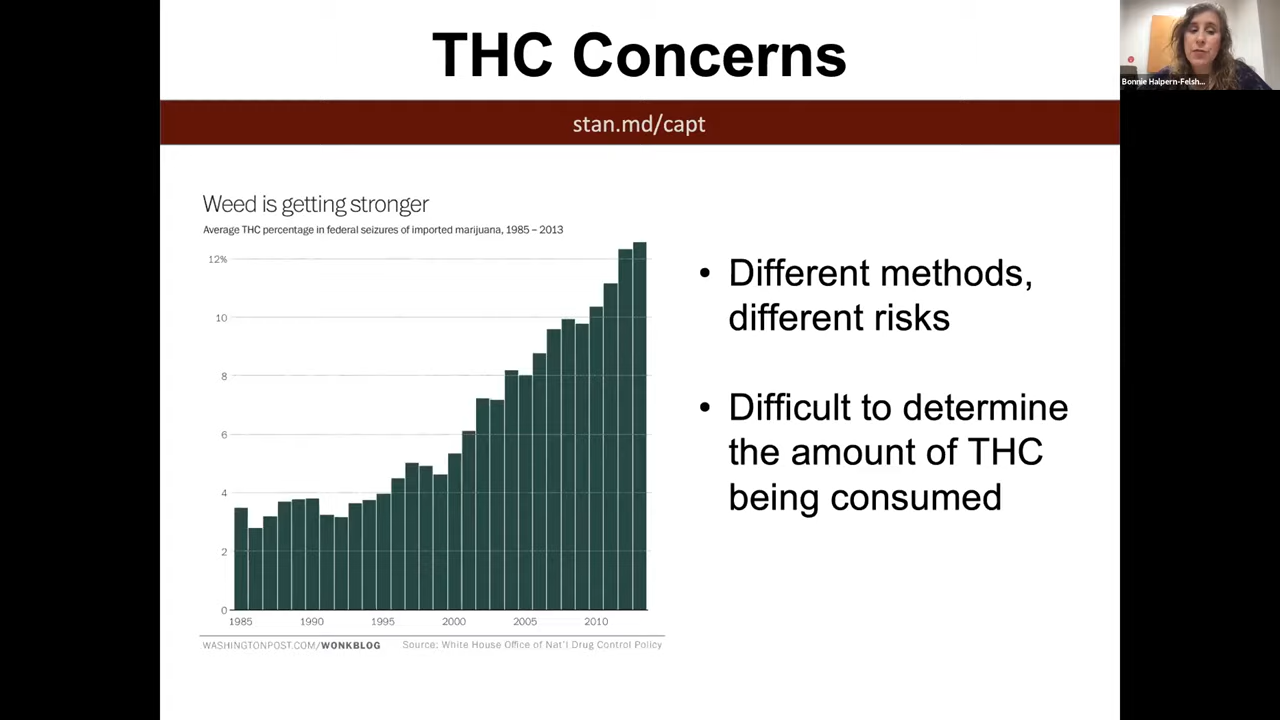 THC Concerns
Bonnie Halpern-Felsh...
stan.md/capt
Weed is getting stronger
Average THC percentage in federal seizures of imported marijuana, 1985 – 2013
12%
10
8
6
4
2
0
1985 1990 1995 2000 2005 2010
WASHINGTONPOST.COM/WONKBLOG Source: White House Office of Nat'l Drug Control Policy
• Different methods,
different risks
• Difficult to determine
the amount of THC
being consumed